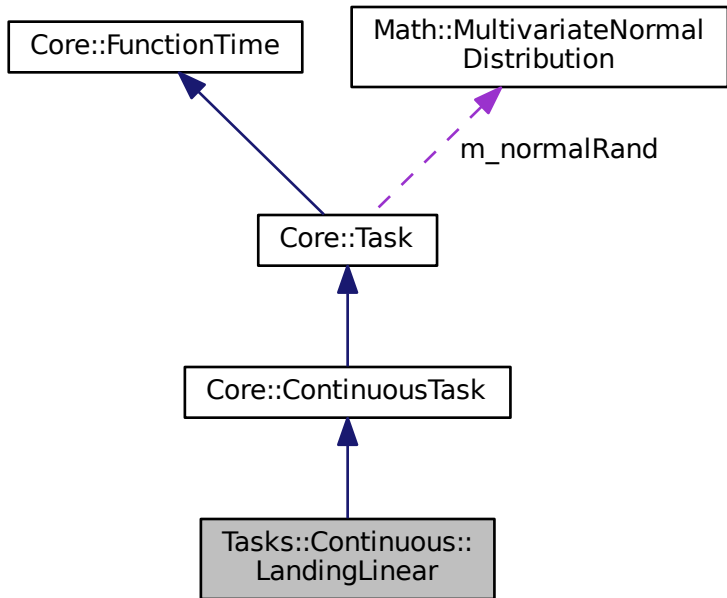 Core::FunctionTime
Math::MultivariateNormal
Distribution
m_normalRand
Core::Task
Core::ContinuousTask
Tasks::Continuous::
LandingLinear